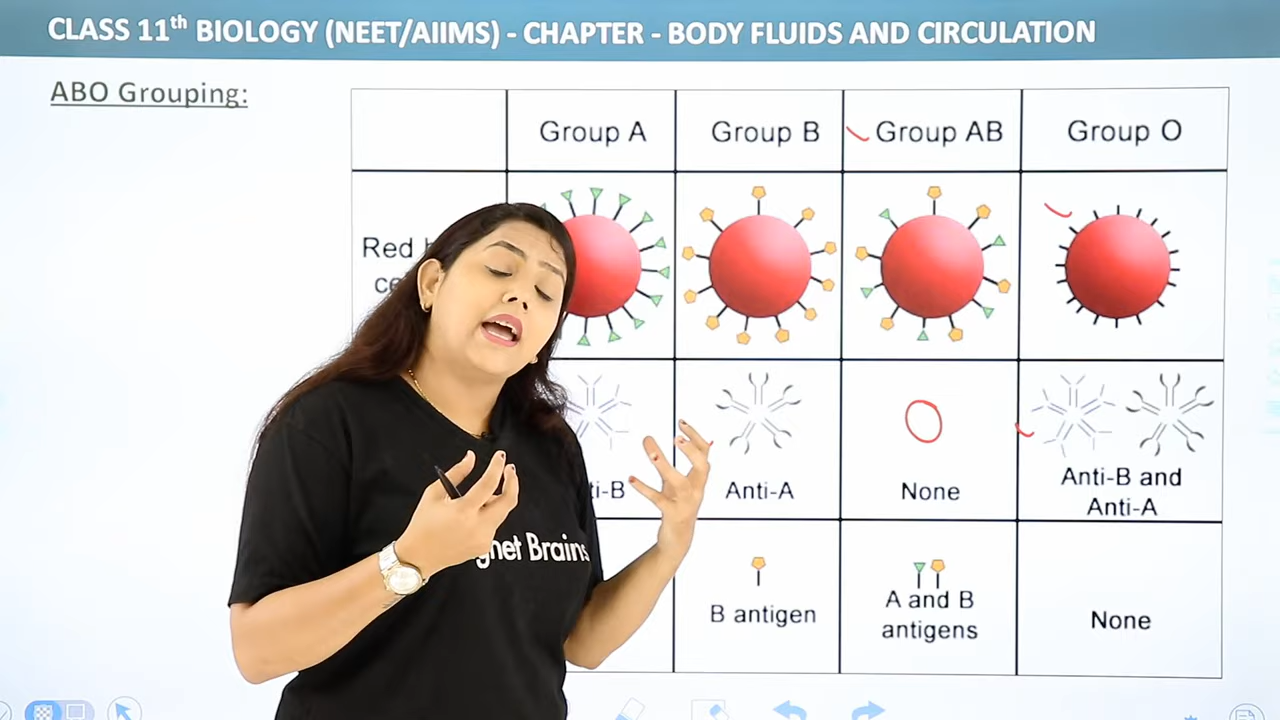 CLASS 11th BIOLOGY (NEET/AIIMS) - CHAPTER - BODY FLUIDS AND CIRCULATION
ABO Grouping:
Group A
Group B
Group AB
Group O
Red
Anti-A
None
Anti-B and
Anti-A
B antigen
A and B
antigens
None
Brains